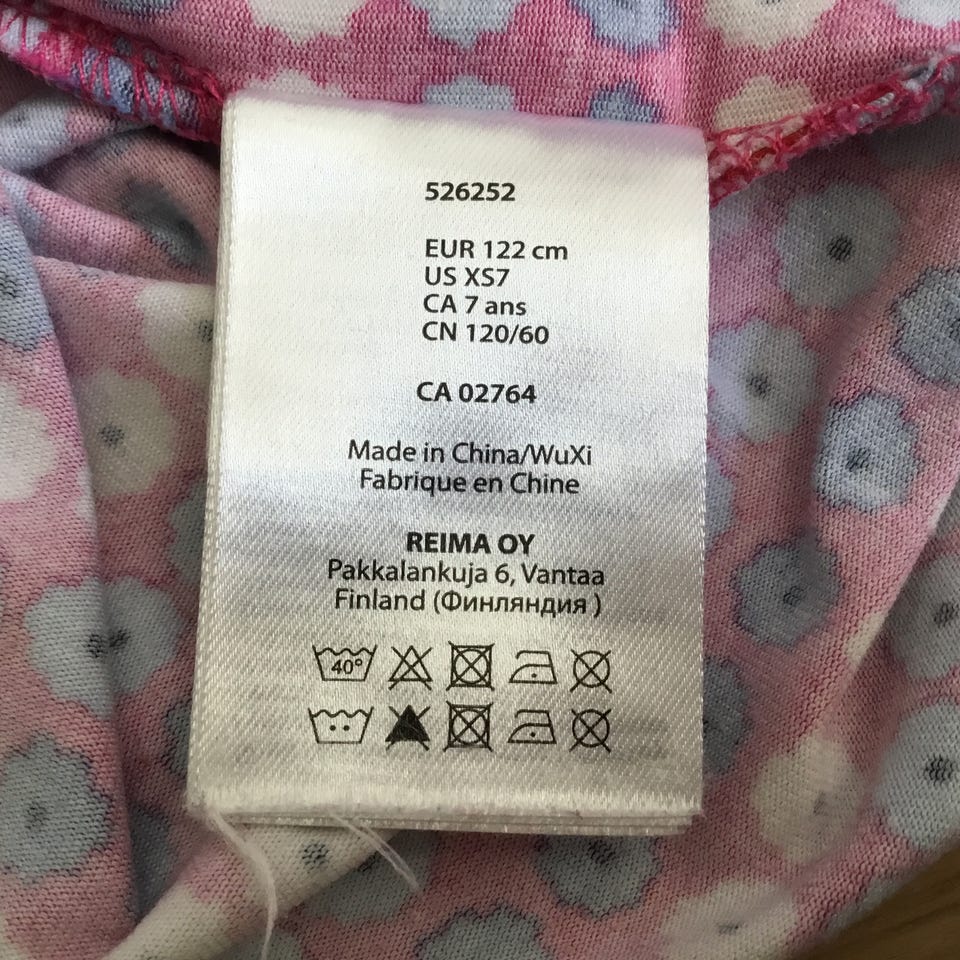 526252
EUR 122 cm
US XS7
CA 7 ans
CN 120/60
CA 02764
Made in China/WuXi
Fabrique en Chine
REIMA OY
Pakkalankuja 6, Vantaa
Finland (Финляндия )
40°